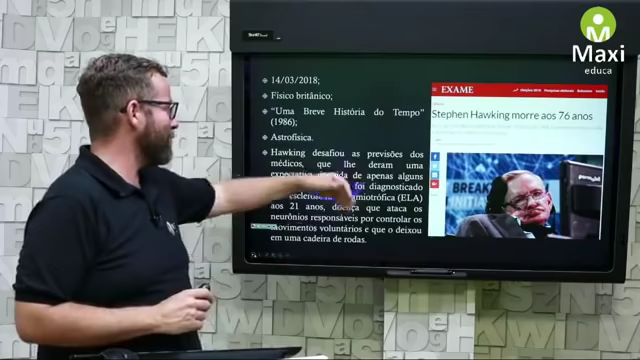 Maxi
educa
14/03/2018;
Físico britânico;
"Uma Breve História do Tempo"
(1986);
Astrofísica.
Hawking desafiou as previsões dos
médicos, que lhe deram uma
de apenas alguns
foi diagnosticado
(ELA)
aos 21 anos, doença que ataca os
neurônios responsáveis por controlar os
movimentos voluntários e que o deixou
em uma cadeira de rodas.
EXAME
Stephen Hawking morre aos 76 anos
BREAK
INITIA